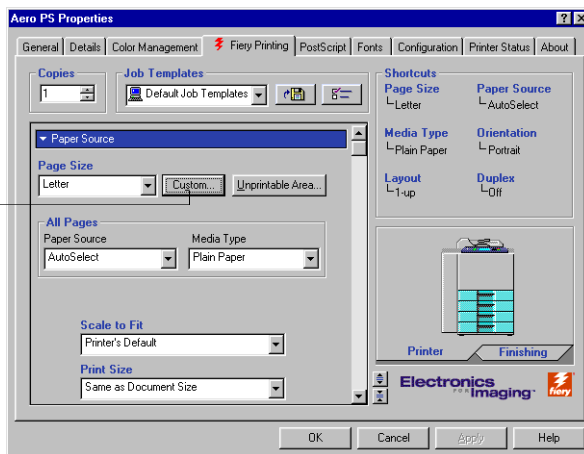 Aero PS Properties
General Details Color Management Fiery Printing PostScript Fonts Configuration Printer Status About
Copies
1
Job Templates
Default Job Templates
Paper Source
Page Size
Letter Custom... Unprintable Area...
All Pages
Paper Source Media Type
AutoSelect Plain Paper
Scale to Fit
Printer's Default
Print Size
Same as Document Size
Shortcuts
Page Size Paper Source
Letter AutoSelect
Media Type Orientation
Plain Paper Portrait
Layout Duplex
1-up Off
Printer Finishing
Electronics
FOR Imaging™
fiery
OK Cancel Apply Help